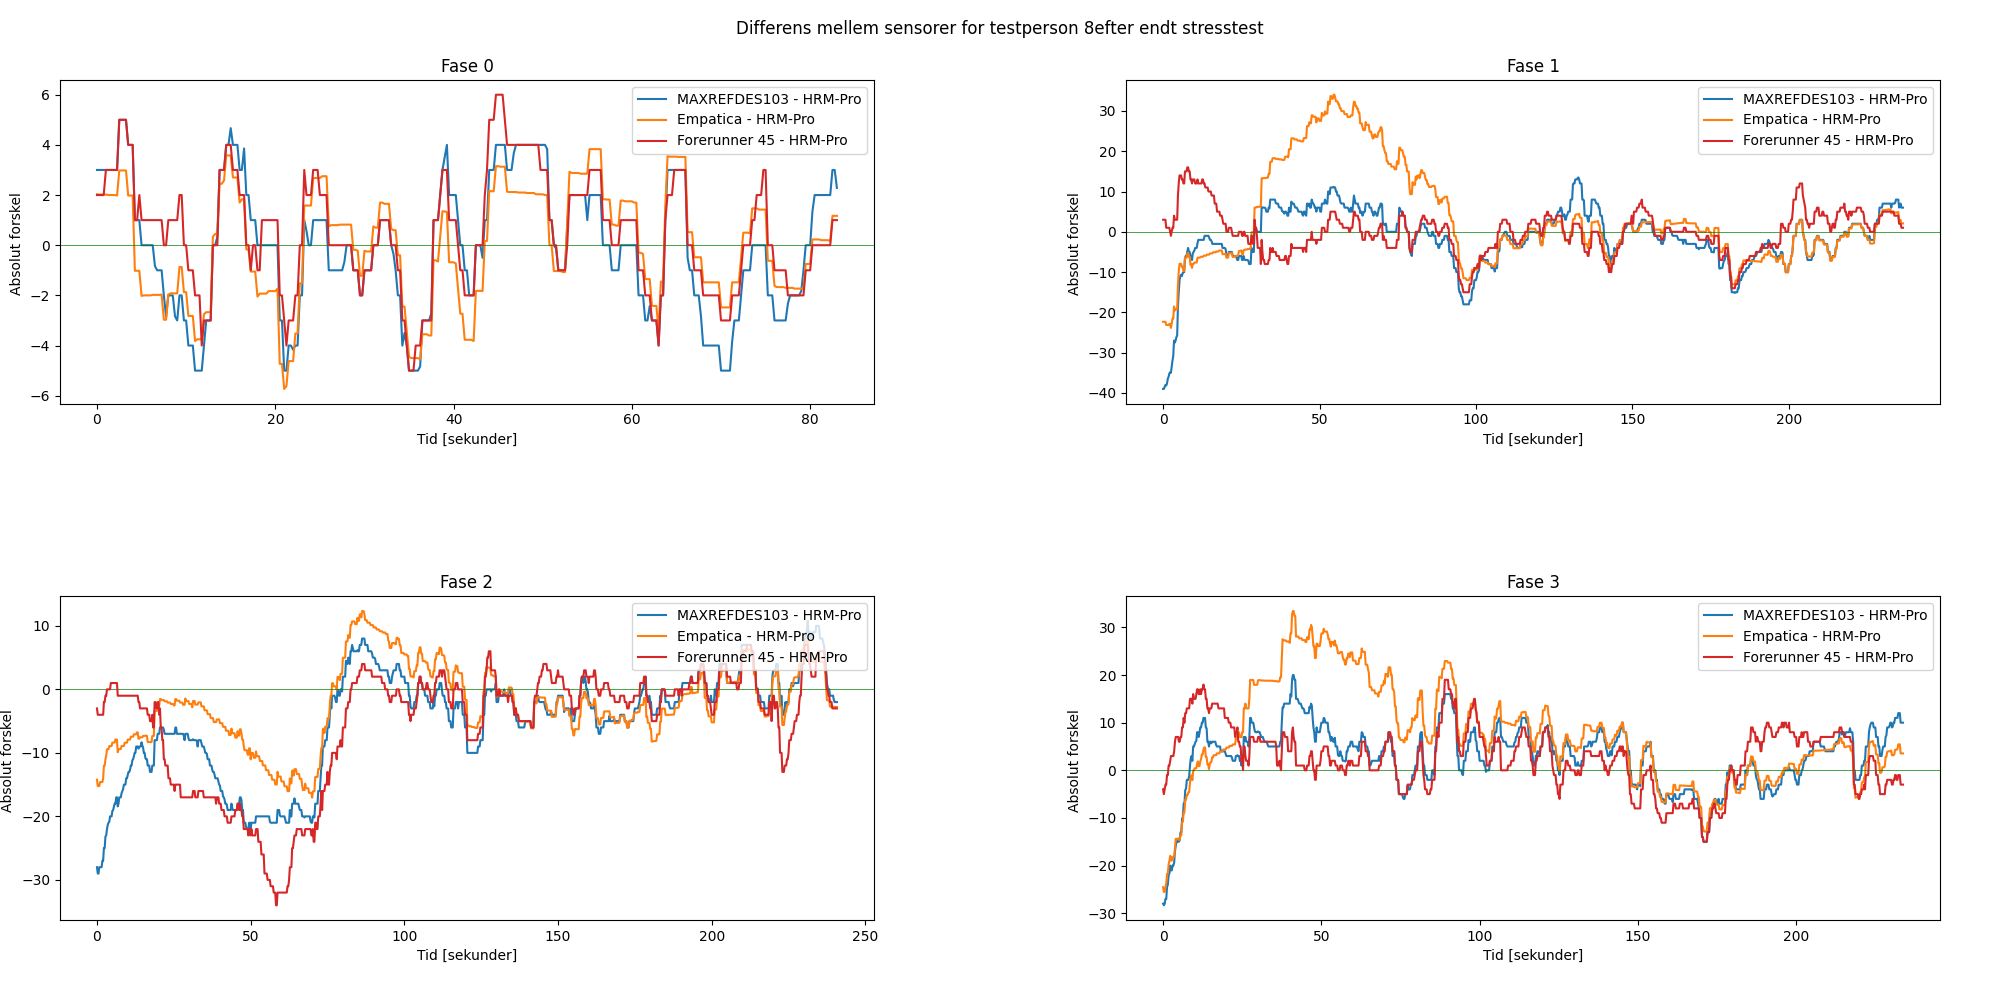 Differens mellem sensorer for testperson 8efter endt stresstest
Fase 0
Absolut forskel
6
4
2
0
−2
−4
−6
0 20 40 60 80
Tid [sekunder]
MAXREFDES103 - HRM-Pro
Empatica - HRM-Pro
Forerunner 45 - HRM-Pro
Fase 1
Absolut forskel
30
20
10
0
−10
−20
−30
−40
0 50 100 150 200
Tid [sekunder]
MAXREFDES103 - HRM-Pro
Empatica - HRM-Pro
Forerunner 45 - HRM-Pro
Fase 2
Absolut forskel
10
0
−10
−20
−30
0 50 100 150 200 250
Tid [sekunder]
MAXREFDES103 - HRM-Pro
Empatica - HRM-Pro
Forerunner 45 - HRM-Pro
Fase 3
Absolut forskel
30
20
10
0
−10
−20
−30
0 50 100 150 200
Tid [sekunder]
MAXREFDES103 - HRM-Pro
Empatica - HRM-Pro
Forerunner 45 - HRM-Pro